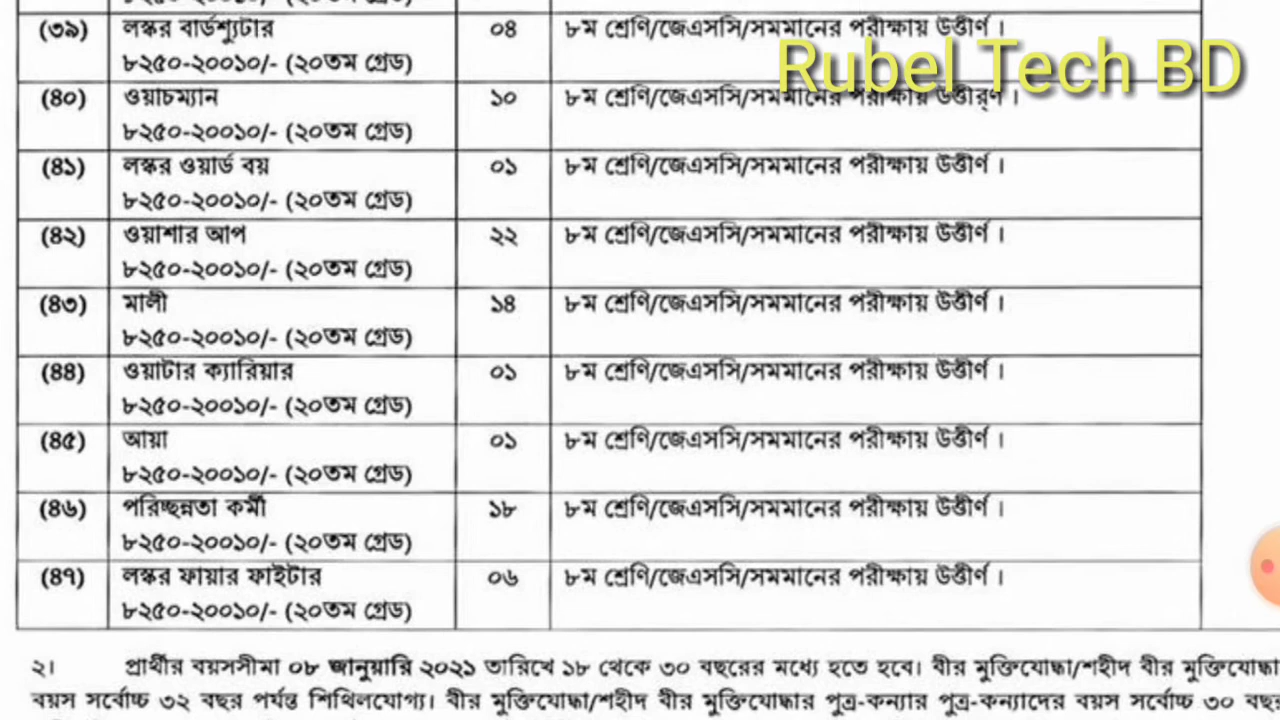 (৩৯) লস্কর বার্ডশ্যুটার ০৪ ৮ম শ্রেণি/জেএসসি/সমমানের পরীক্ষায় উত্তীর্ণ।
৮২৫০-২০০১০/- (২০তম গ্রেড)
Rubel Tech BD
(৪০) ওয়াচম্যান ১০ ৮ম শ্রেণি/জেএসসি/সমমানের পরীক্ষায় উত্তীর্ণ।
৮২৫০-২০০১০/- (২০তম গ্রেড)
(৪১) লস্কর ওয়ার্ড বয় ০১ ৮ম শ্রেণি/জেএসসি/সমমানের পরীক্ষায় উত্তীর্ণ।
৮২৫০-২০০১০/- (২০তম গ্রেড)
(৪২) ওয়াশার আপ ২২ ৮ম শ্রেণি/জেএসসি/সমমানের পরীক্ষায় উত্তীর্ণ।
৮২৫০-২০০১০/- (২০তম গ্রেড)
(৪৩) মালী ১৪ ৮ম শ্রেণি/জেএসসি/সমমানের পরীক্ষায় উত্তীর্ণ।
৮২৫০-২০০১০/- (২০তম গ্রেড)
(৪৪) ওয়াটার ক্যারিয়ার ০১ ৮ম শ্রেণি/জেএসসি/সমমানের পরীক্ষায় উত্তীর্ণ।
৮২৫০-২০০১০/- (২০তম গ্রেড)
(৪৫) আয়া ০১ ৮ম শ্রেণি/জেএসসি/সমমানের পরীক্ষায় উত্তীর্ণ।
৮২৫০-২০০১০/- (২০তম গ্রেড)
(৪৬) পরিচ্ছন্নতা কর্মী ১৮ ৮ম শ্রেণি/জেএসসি/সমমানের পরীক্ষায় উত্তীর্ণ।
৮২৫০-২০০১০/- (২০তম গ্রেড)
(৪৭) লস্কর ফায়ার ফাইটার ০৬ ৮ম শ্রেণি/জেএসসি/সমমানের পরীক্ষায় উত্তীর্ণ।
৮২৫০-২০০১০/- (২০তম গ্রেড)
২। প্রার্থীর বয়সসীমা ০৮ জানুয়ারি ২০২১ তারিখে ১৮ থেকে ৩০ বছরের মধ্যে হতে হবে। বীর মুক্তিযোদ্ধা/শহীদ বীর মুক্তিযোদ্ধা
বয়স সর্বোচ্চ ৩২ বছর পর্যন্ত শিথিলযোগ্য। বীর মুক্তিযোদ্ধা/শহীদ বীর মুক্তিযোদ্ধার পুত্র-কন্যার পুত্র-কন্যাদের বয়স সর্বোচ্চ ৩০